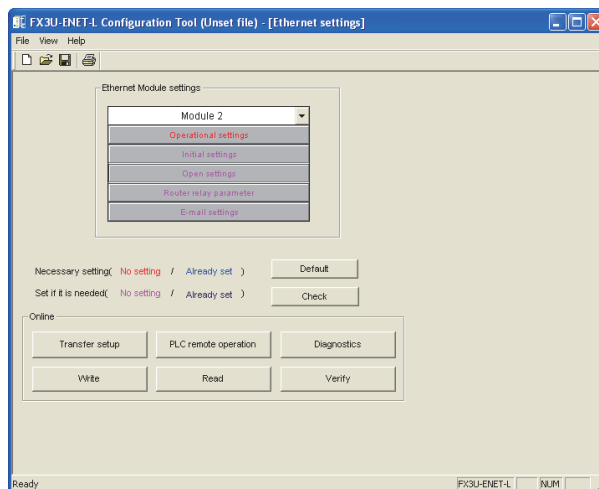 FX3U-ENET-L Configuration Tool (Unset file) - [Ethernet settings]
File View Help
Ethernet Module settings
Module 2
Operational settings
Initial settings
Open settings
Router relay parameter
E-mail settings
Necessary setting( No setting / Already set ) Default
Set if it is needed( No setting / Already set ) Check
Online
Transfer setup PLC remote operation Diagnostics
Write Read Verify
Ready FX3U-ENET-L NUM